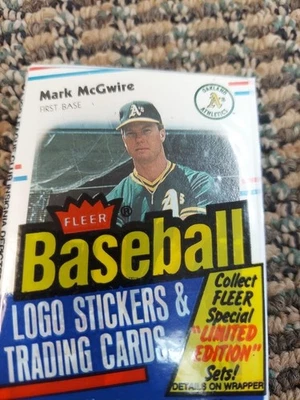 Mark McGwire
FIRST BASE
OAKLAND
ATHLETICS
A's
A's
FLEER
®
Baseball
LOGO STICKERS &
TRADING CARDS
Collect
FLEER
Special
"LIMITED
EDITION"
Sets!
DETAILS ON WRAPPER